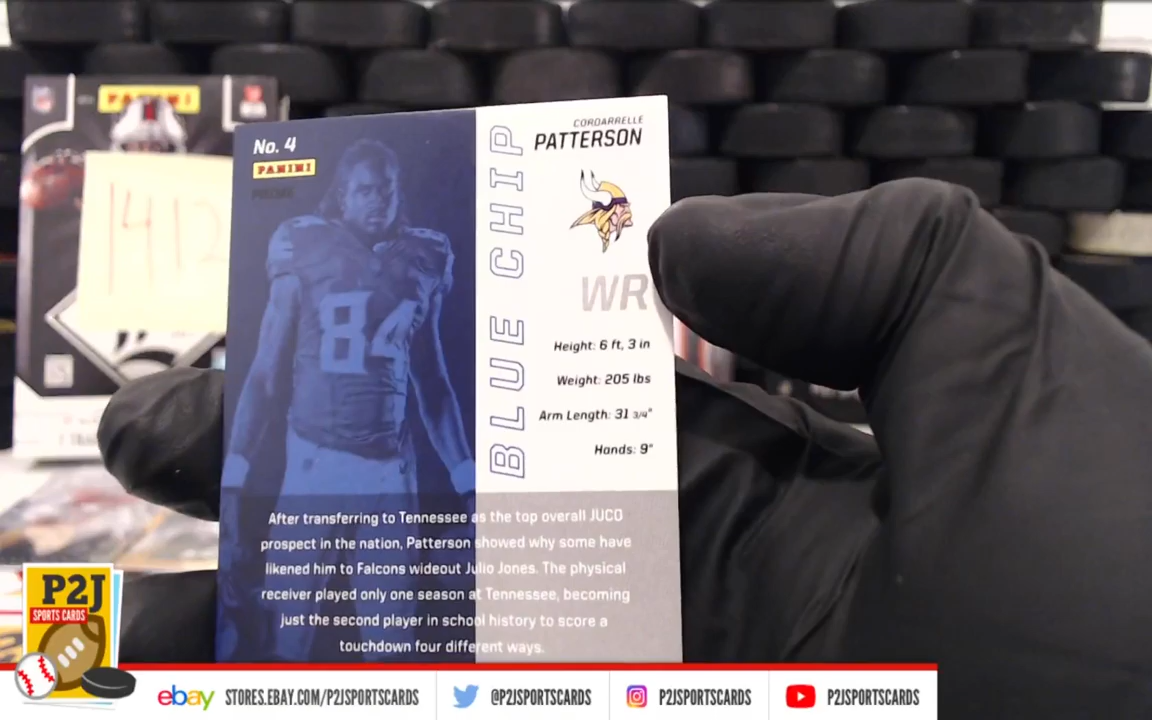 PANINI
1412
No. 4
PANINI
PRESTIGE
BLUE CHIP
CORDARRELLE
PATTERSON
WR
84
Height: 6 ft, 3 in
Weight: 205 lbs
Arm Length: 31 3/4"
Hands: 9"
After transferring to Tennessee as the top overall JUCO
prospect in the nation, Patterson showed why some have
likened him to Falcons wideout Julio Jones. The physical
receiver played only one season at Tennessee, becoming
just the second player in school history to score a
touchdown four different ways.
P2J
SPORTS CARDS
ebay STORES.EBAY.COM/P2JSPORTSCARDS
@P2JSPORTSCARDS
P2JSPORTSCARDS
P2JSPORTSCARDS